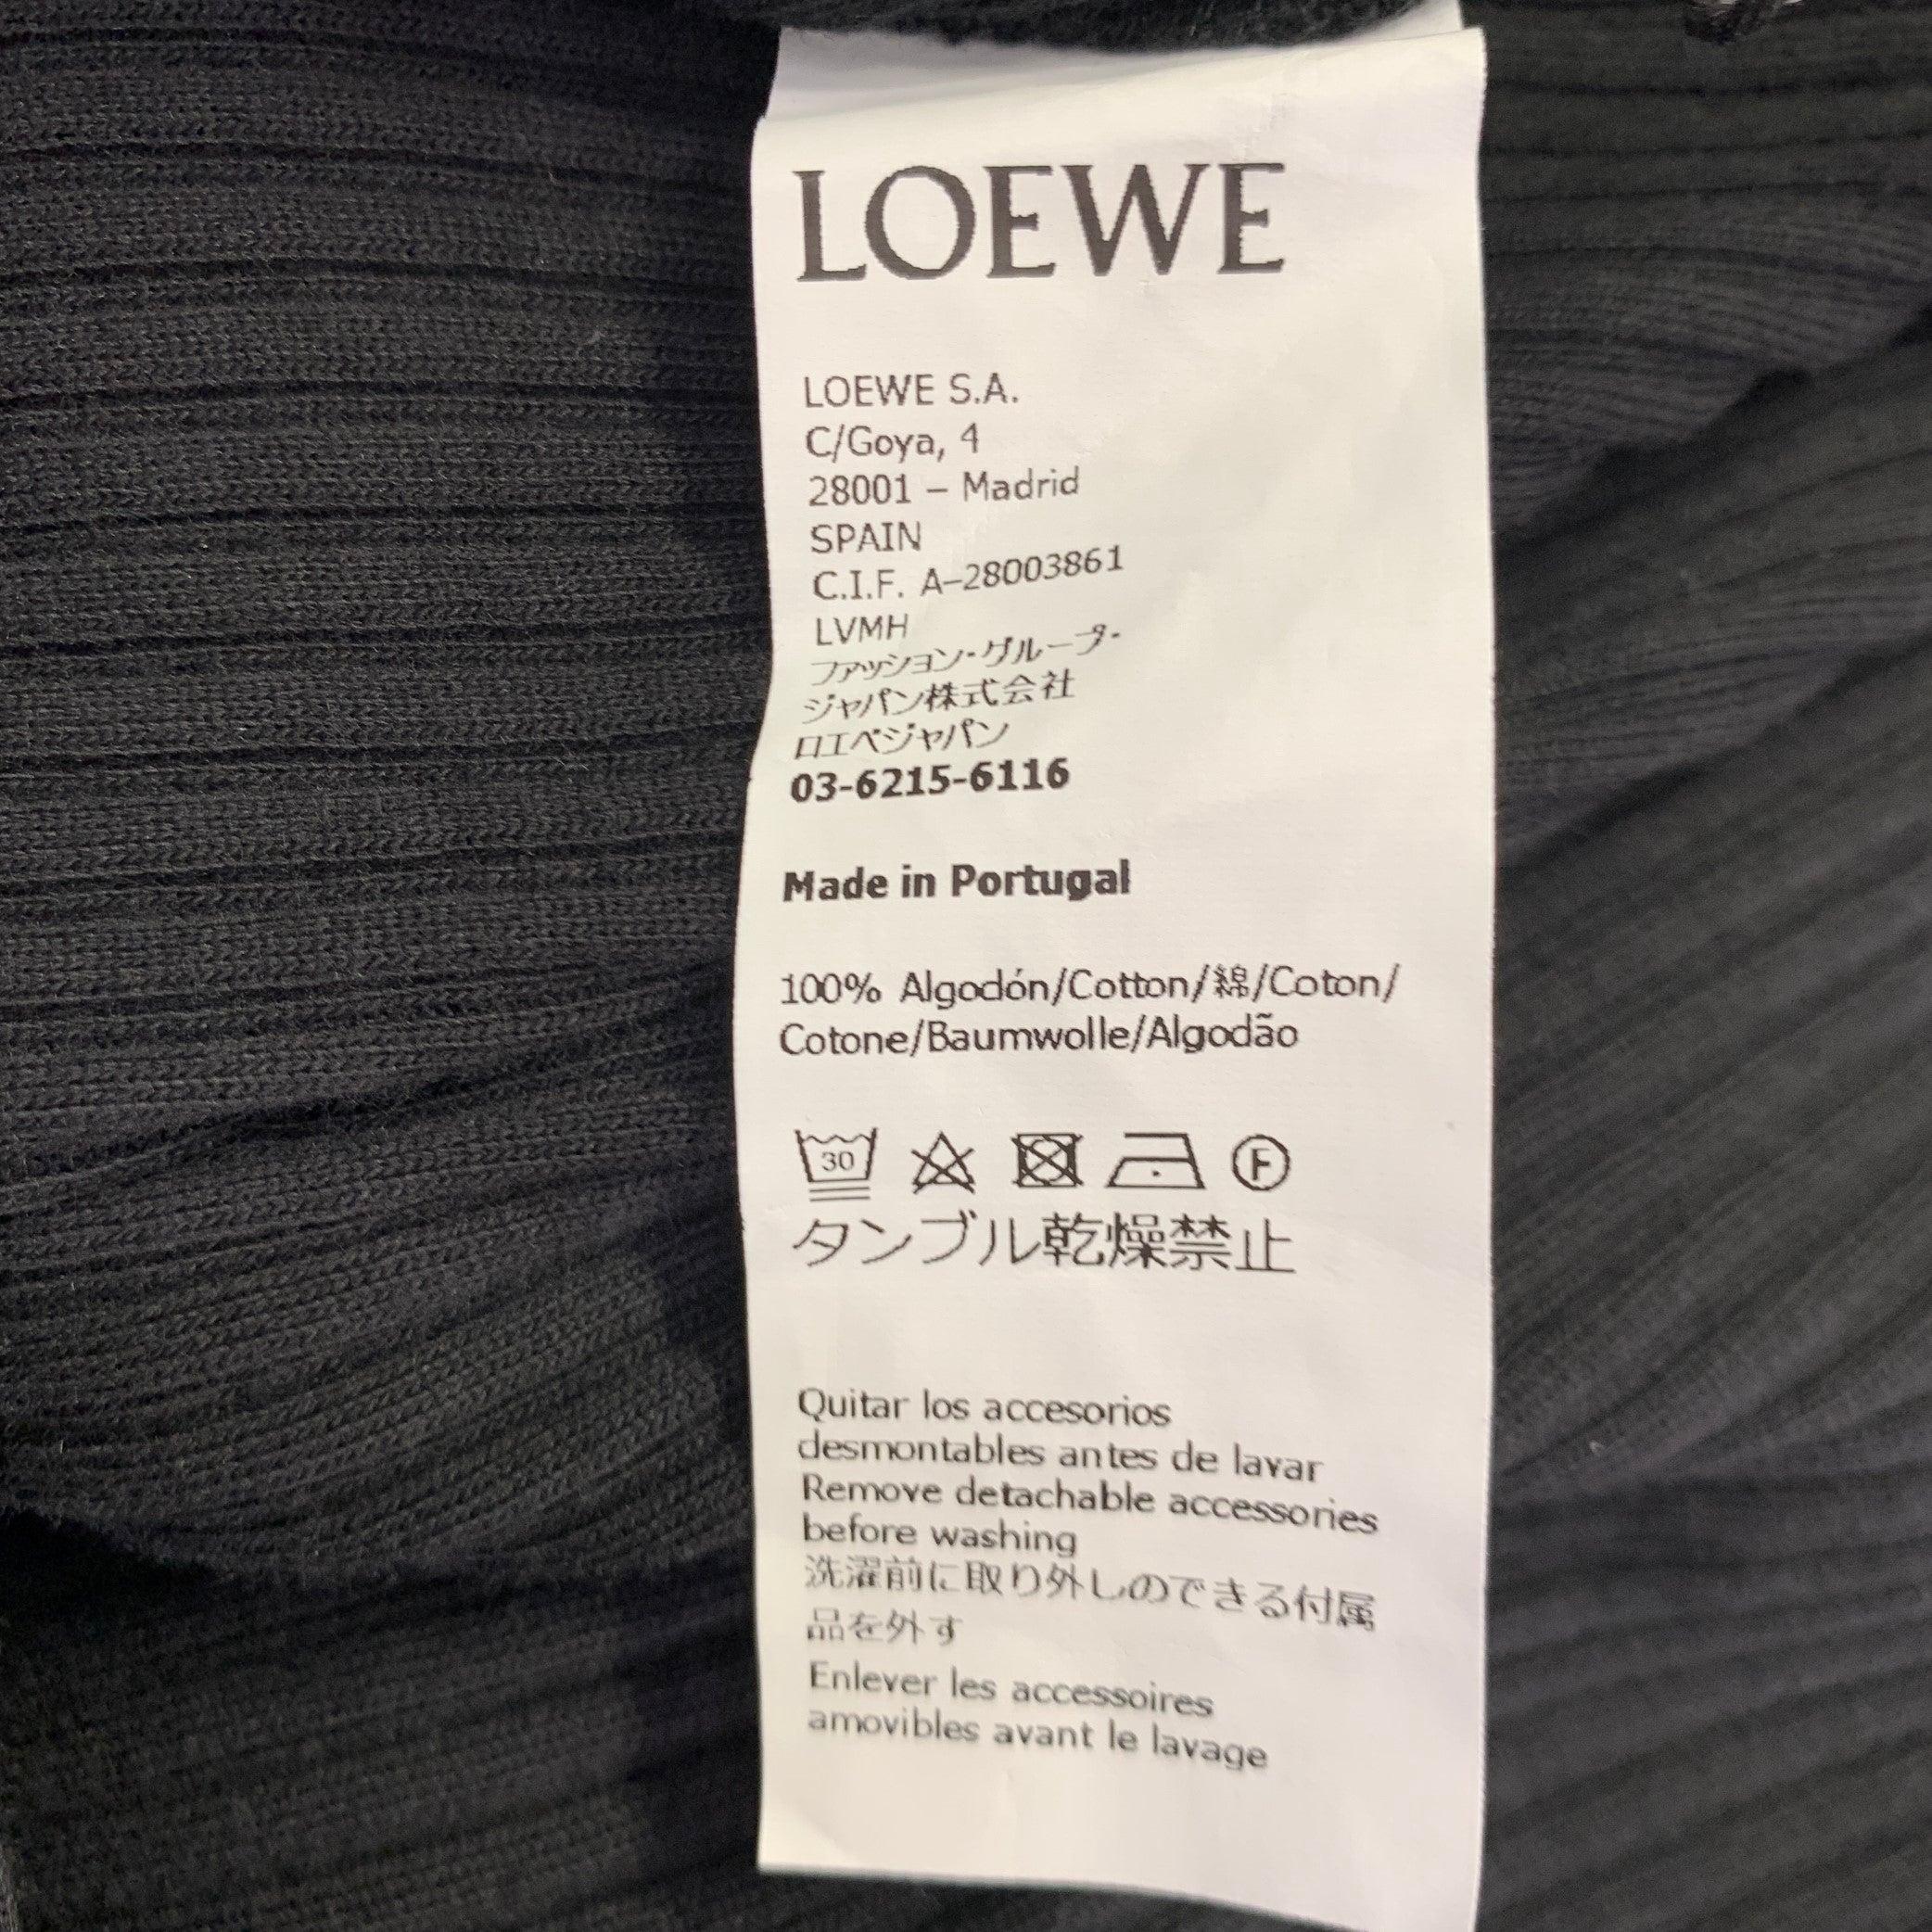 LOEWE
LOEWE S.A.
C/Goya, 4
28001 – Madrid
SPAIN
C.I.F. A–28003861
LVMH
ファッション・グループ・
ジャパン株式会社
ロエベジャパン
03-6215-6116
Made in Portugal
100% Algodón/Cotton/綿/Coton/
Cotone/Baumwolle/Algodão
30 F
タンブル乾燥禁止
Quitar los accesorios
desmontables antes de lavar
Remove detachable accessories
before washing
洗濯前に取り外しのできる付属
品を外す
Enlever les accessoires
amovibles avant le lavage